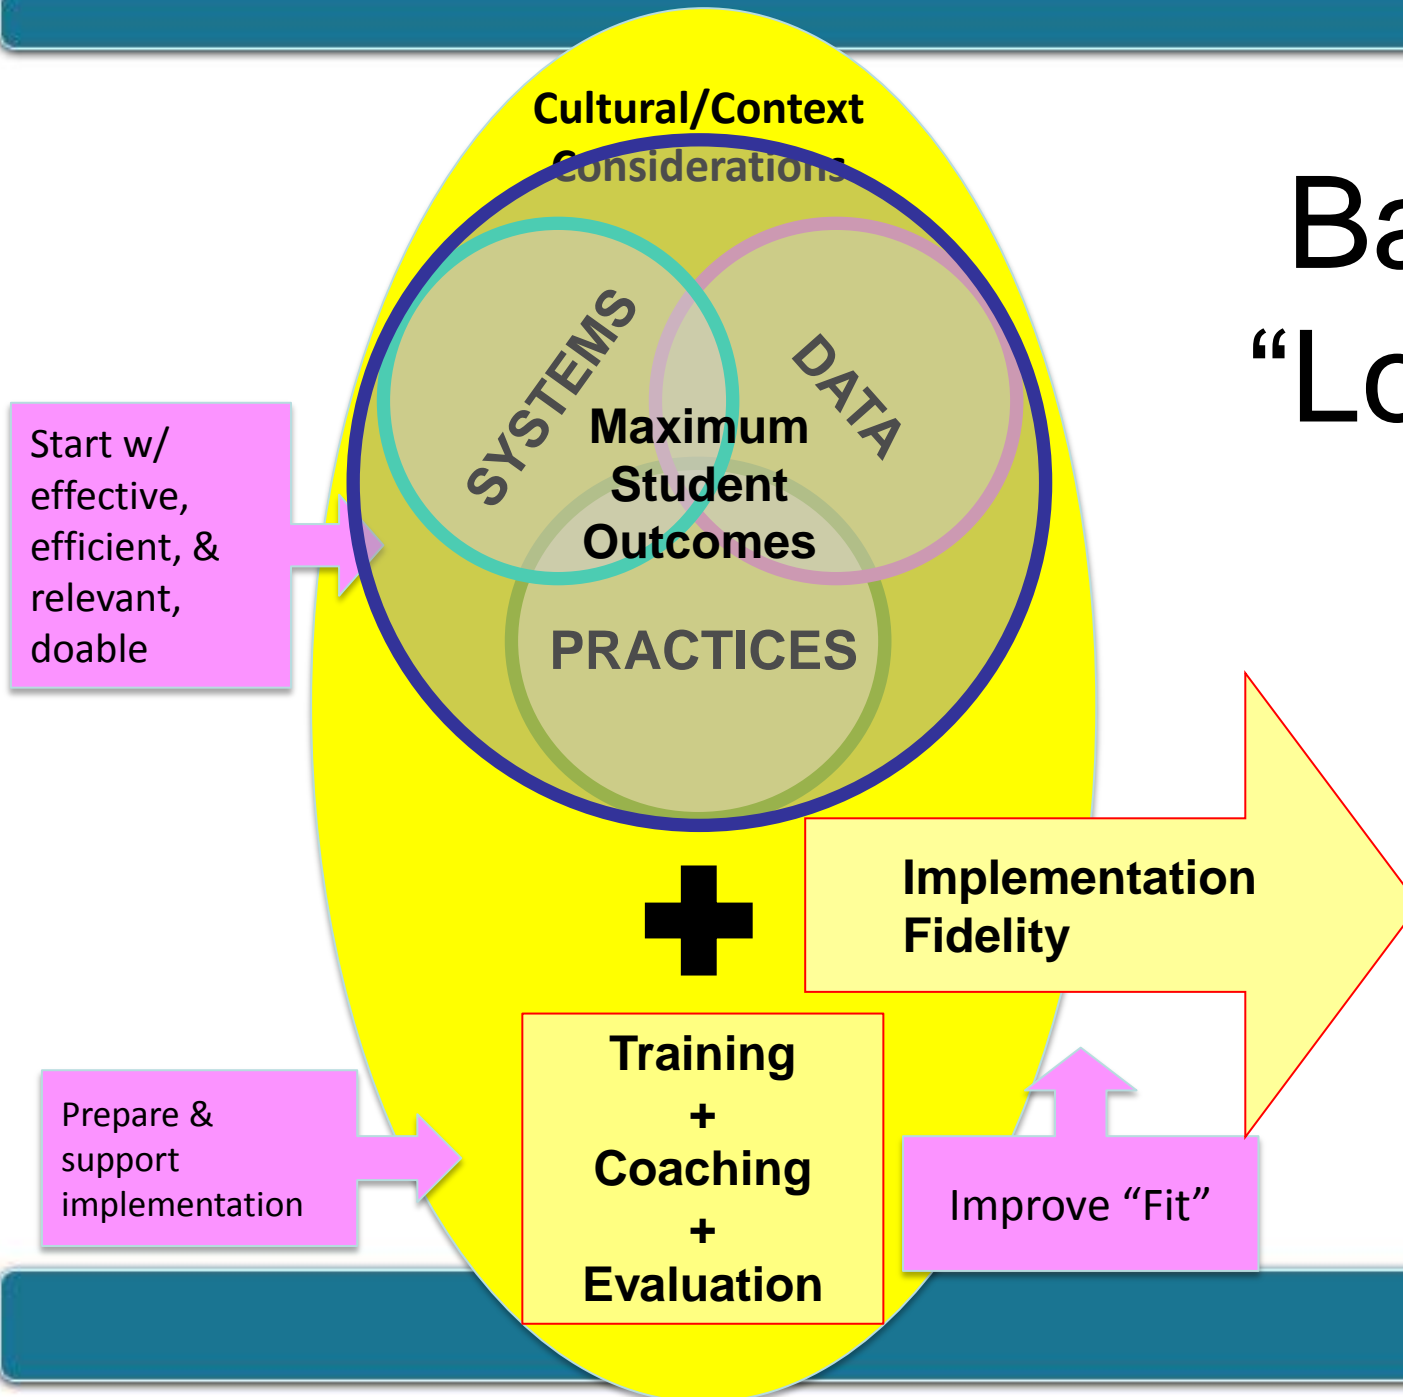 Cultural/Context
Considerations
SYSTEMS
DATA
Maximum
Student
Outcomes
PRACTICES
Start w/
effective,
efficient, &
relevant,
doable
+
Implementation
Fidelity
Training
+
Coaching
+
Evaluation
Prepare &
support
implementation
Improve “Fit”